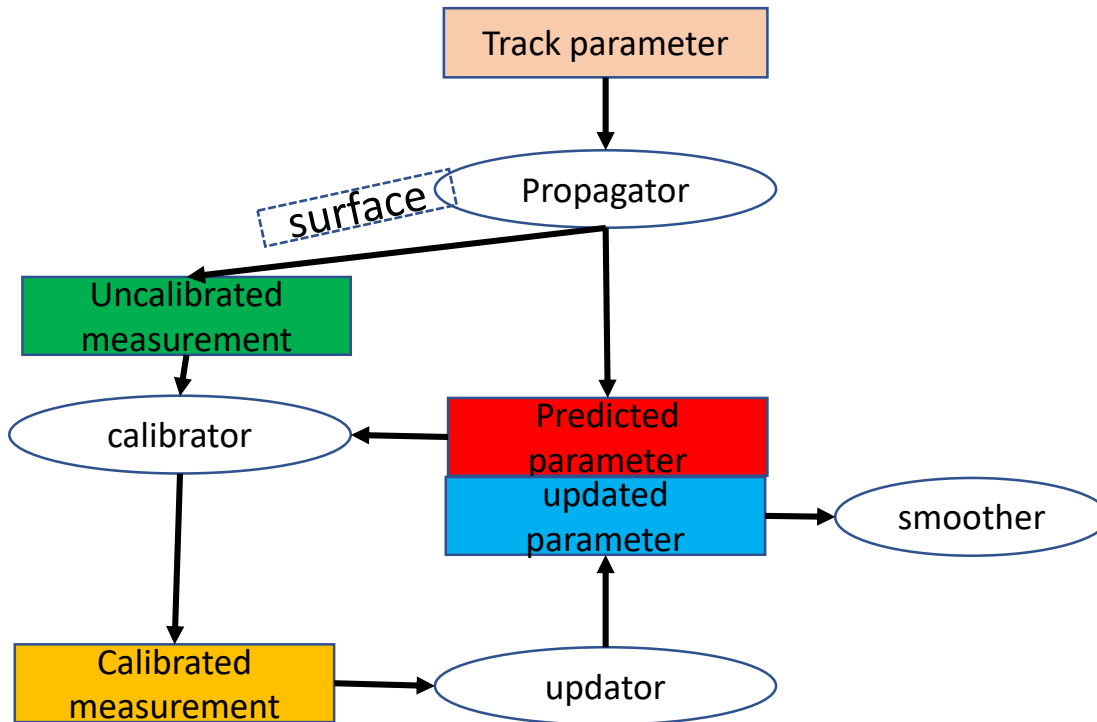 Track parameter
Propagator
surface
Uncalibrated
measurement
calibrator
Predicted
parameter
updated
parameter
smoother
Calibrated
measurement
updator